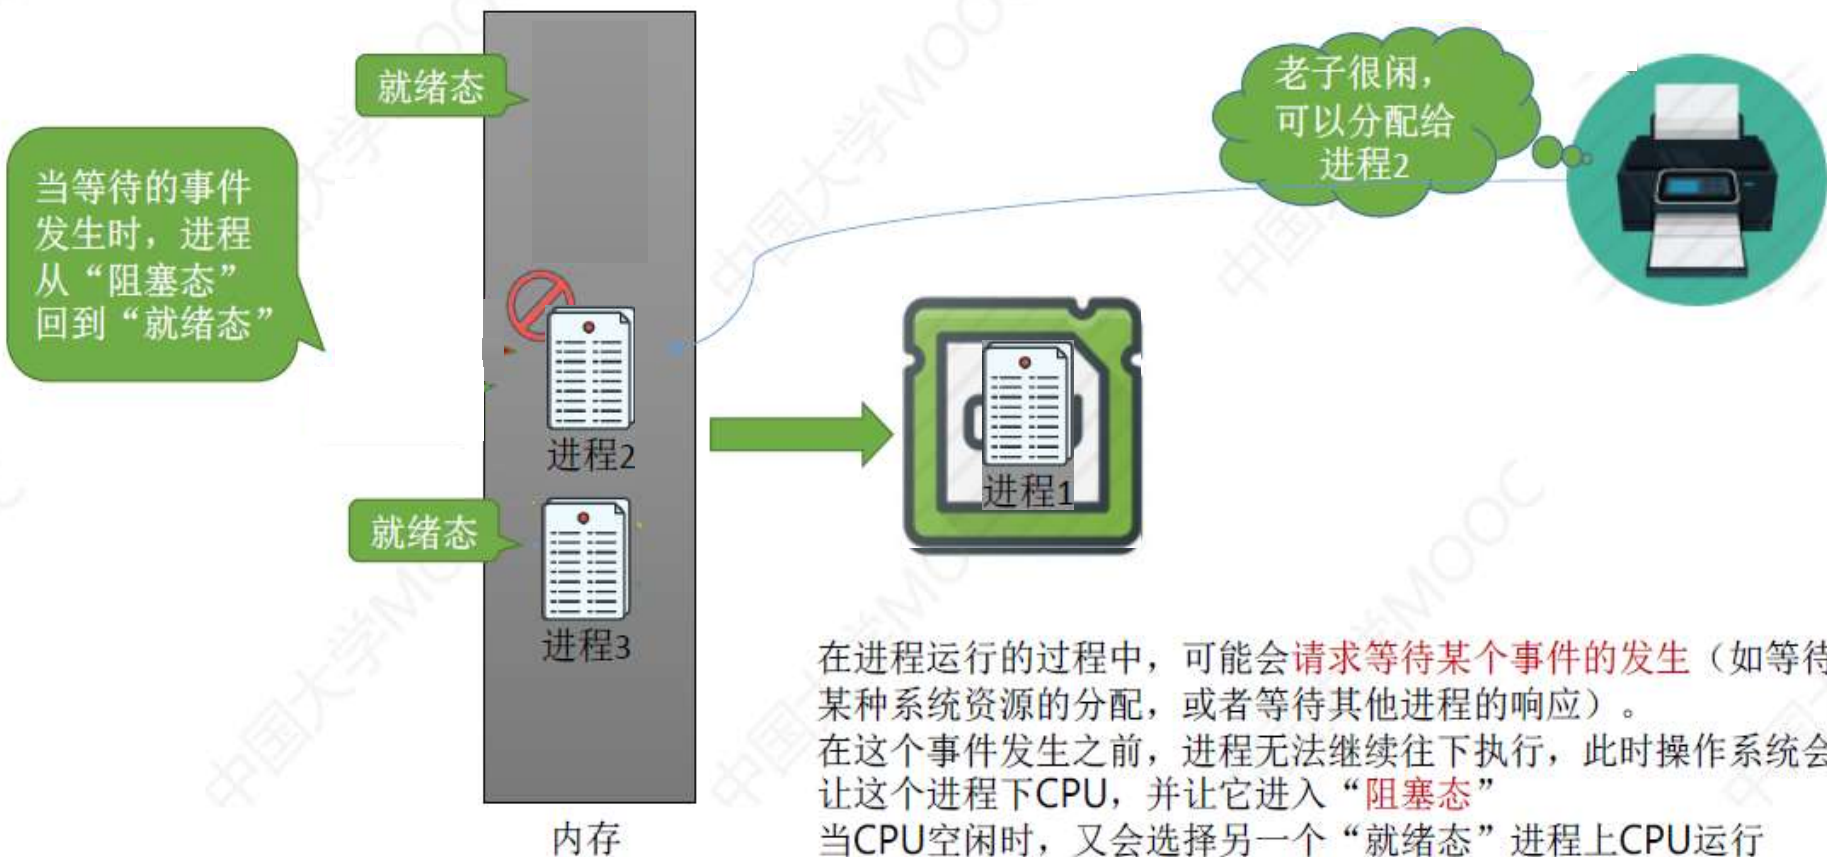 就绪态
老子很闲，
可以分配给
进程2
当等待的事件
发生时，进程
从“阻塞态”
回到“就绪态”
进程2
进程1
就绪态
进程3
在进程运行的过程中，可能会请求等待某个事件的发生（如等待
某种系统资源的分配，或者等待其他进程的响应）。
在这个事件发生之前，进程无法继续往下执行，此时操作系统会
让这个进程下CPU，并让它进入“阻塞态”
当CPU空闲时，又会选择另一个“就绪态”进程上CPU运行
内存
中国大学MOOC